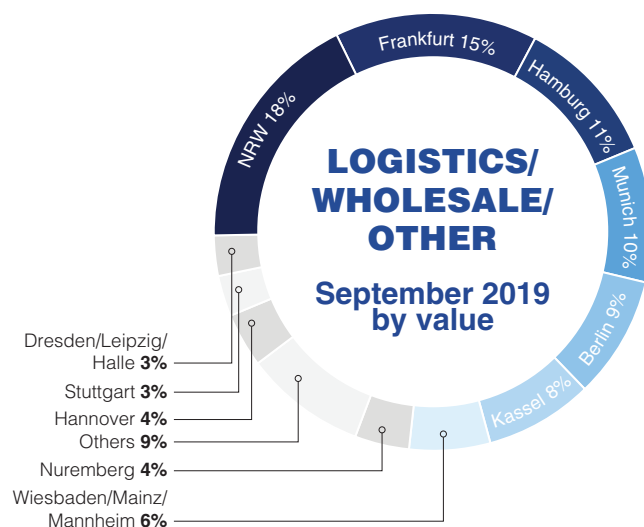 NRW 18%
Frankfurt 15%
Hamburg 11%
Munich 10%
Berlin 9%
Kassel 8%
LOGISTICS/
WHOLESALE/
OTHER
September 2019
by value
Dresden/Leipzig/
Halle 3%
Stuttgart 3%
Hannover 4%
Others 9%
Nuremberg 4%
Wiesbaden/Mainz/
Mannheim 6%